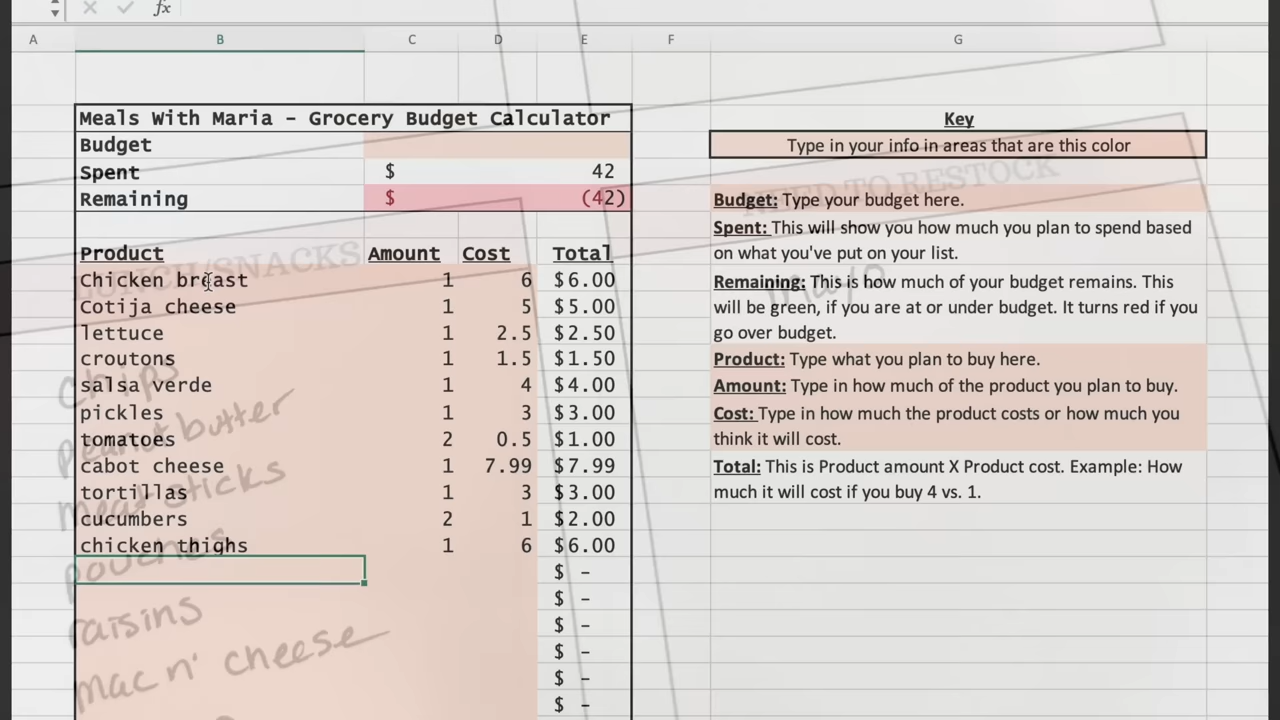 fx
A B C D E F G
Meals With Maria – Grocery Budget Calculator
Budget
Spent $ 42
Remaining $ (42)
Product Amount Cost Total
Chicken breast 1 6 $6.00
Cotija cheese 1 5 $5.00
lettuce 1 2.5 $2.50
croutons 1 1.5 $1.50
salsa verde 1 4 $4.00
pickles 1 3 $3.00
tomatoes 2 0.5 $1.00
cabot cheese 1 7.99 $7.99
tortillas 1 3 $3.00
cucumbers 2 1 $2.00
chicken thighs 1 6 $6.00
$ -
$ -
$ -
$ -
$ -
$ -
Key
Type in your info in areas that are this color
Budget: Type your budget here.
Spent: This will show you how much you plan to spend based
on what you've put on your list.
Remaining: This is how much of your budget remains. This
will be green, if you are at or under budget. It turns red if you
go over budget.
Product: Type what you plan to buy here.
Amount: Type in how much of the product you plan to buy.
Cost: Type in how much the product costs or how much you
think it will cost.
Total: This is Product amount X Product cost. Example: How
much it will cost if you buy 4 vs. 1.
LUNCH/SNACKS
chips
peanut butter
meat sticks
pouches
raisins
mac n' cheese
NEED TO RESTOCK
mayo